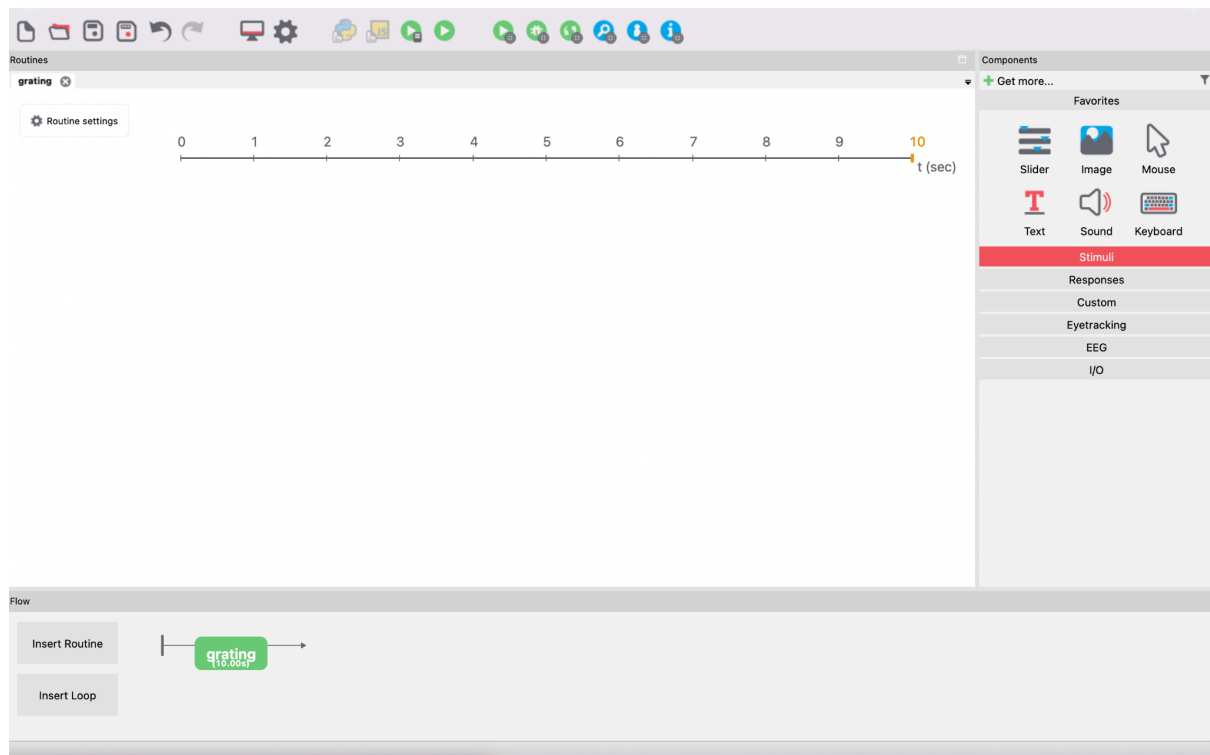 JS
Routines
Components
grating
Get more...
Favorites
Routine settings
0 1 2 3 4 5 6 7 8 9 10
t (sec)
Slider Image Mouse
T
Text Sound Keyboard
Stimuli
Responses
Custom
Eyetracking
EEG
I/O
Flow
Insert Routine
grating
(10.00s)
Insert Loop